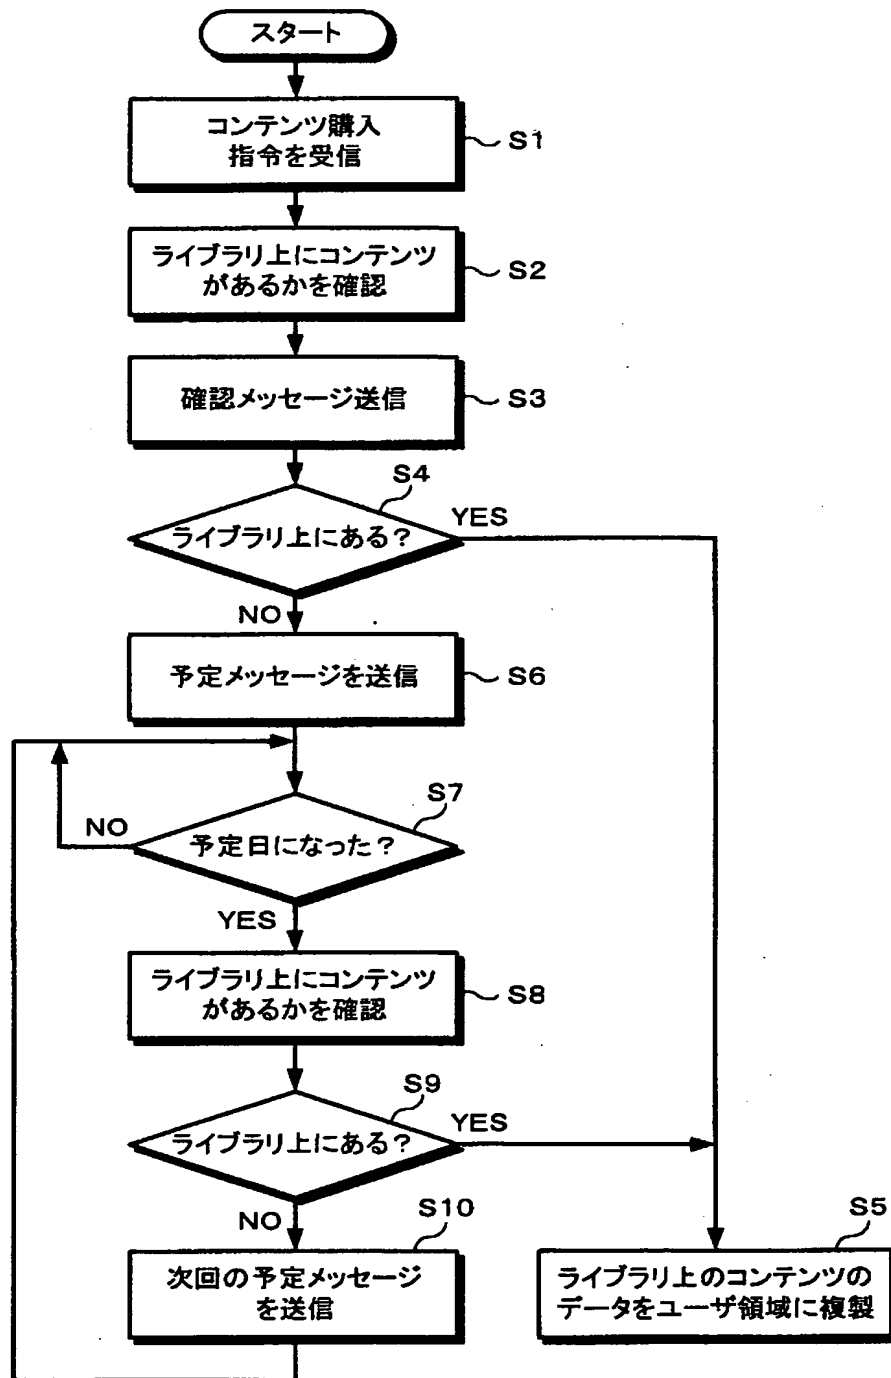 スタート
コンテンツ購入
指令を受信
S1
ライブラリ上にコンテンツ
があるかを確認
S2
確認メッセージ送信
S3
S4
ライブラリ上にある?
YES
NO
予定メッセージを送信
S6
S7
予定日になった?
NO
YES
ライブラリ上にコンテンツ
があるかを確認
S8
S9
ライブラリ上にある?
YES
NO
S10
次回の予定メッセージ
を送信
S5
ライブラリ上のコンテンツの
データをユーザ領域に複製